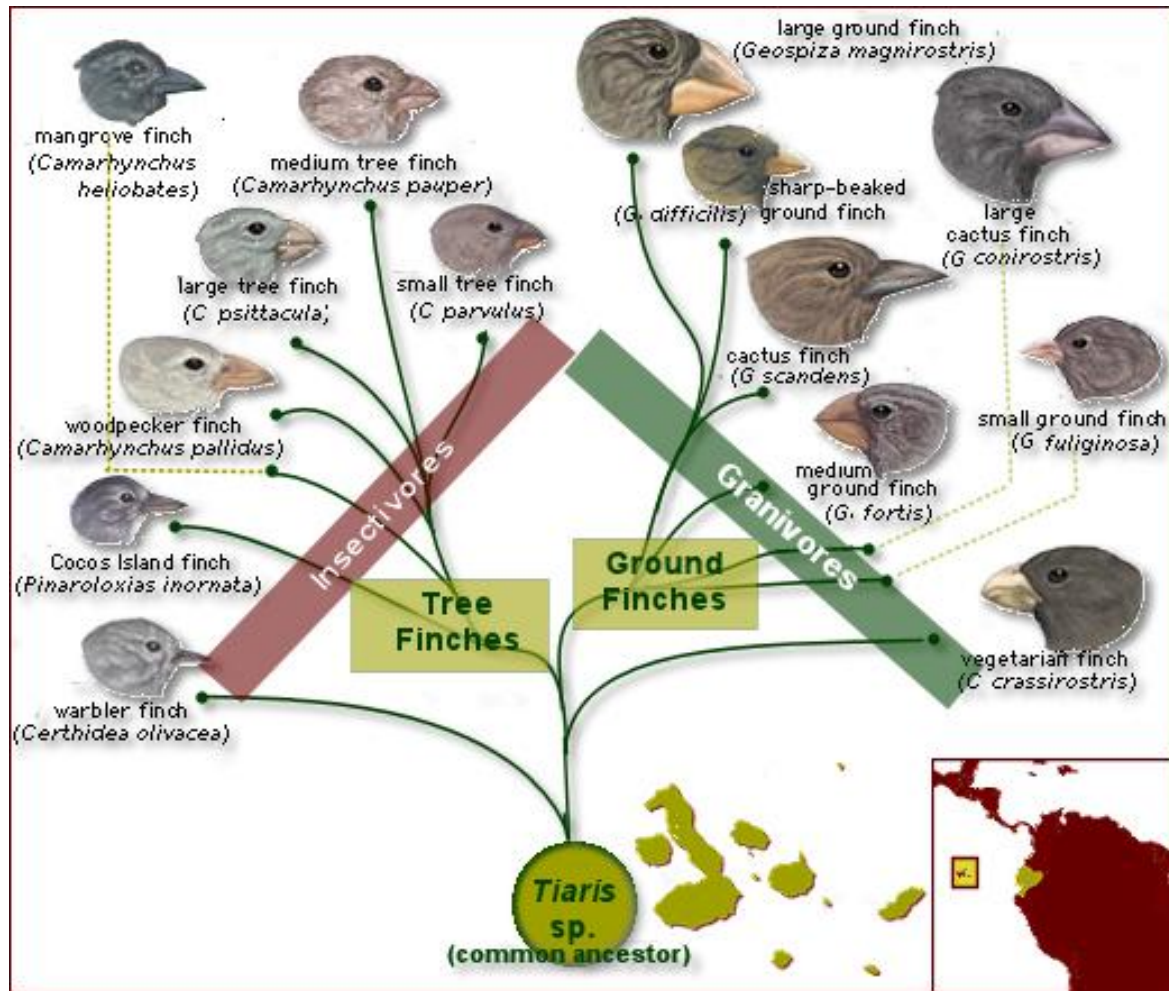 large ground finch
(Geospiza magnirostris)
mangrove finch
(Camarhynchus
heliobates)
medium tree finch
(Camarhynchus pauper)
sharp-beaked
(G. difficilis) ground finch
large
cactus finch
(G conirostris)
large tree finch
(C psittacula)
small tree finch
(C parvulus)
cactus finch
(G scandens)
woodpecker finch
(Camarhynchus pallidus)
small ground finch
(G fuliginosa)
medium
ground finch
(G. fortis)
Insectivores
Granivores
Cocos Island finch
(Pinaroloxias inornata)
Tree
Finches
Ground
Finches
vegetarian finch
(C crassirostris)
warbler finch
(Certhidea olivacea)
Tiaris
sp.
(common ancestor)